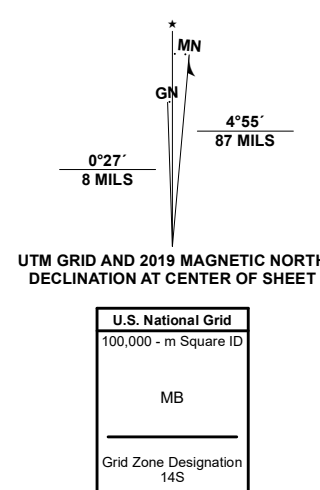 ★
MN
GN
4°55´
87 MILS
0°27´
8 MILS
UTM GRID AND 2019 MAGNETIC NORTH
DECLINATION AT CENTER OF SHEET
U.S. National Grid
100,000 - m Square ID
MB
Grid Zone Designation
14S